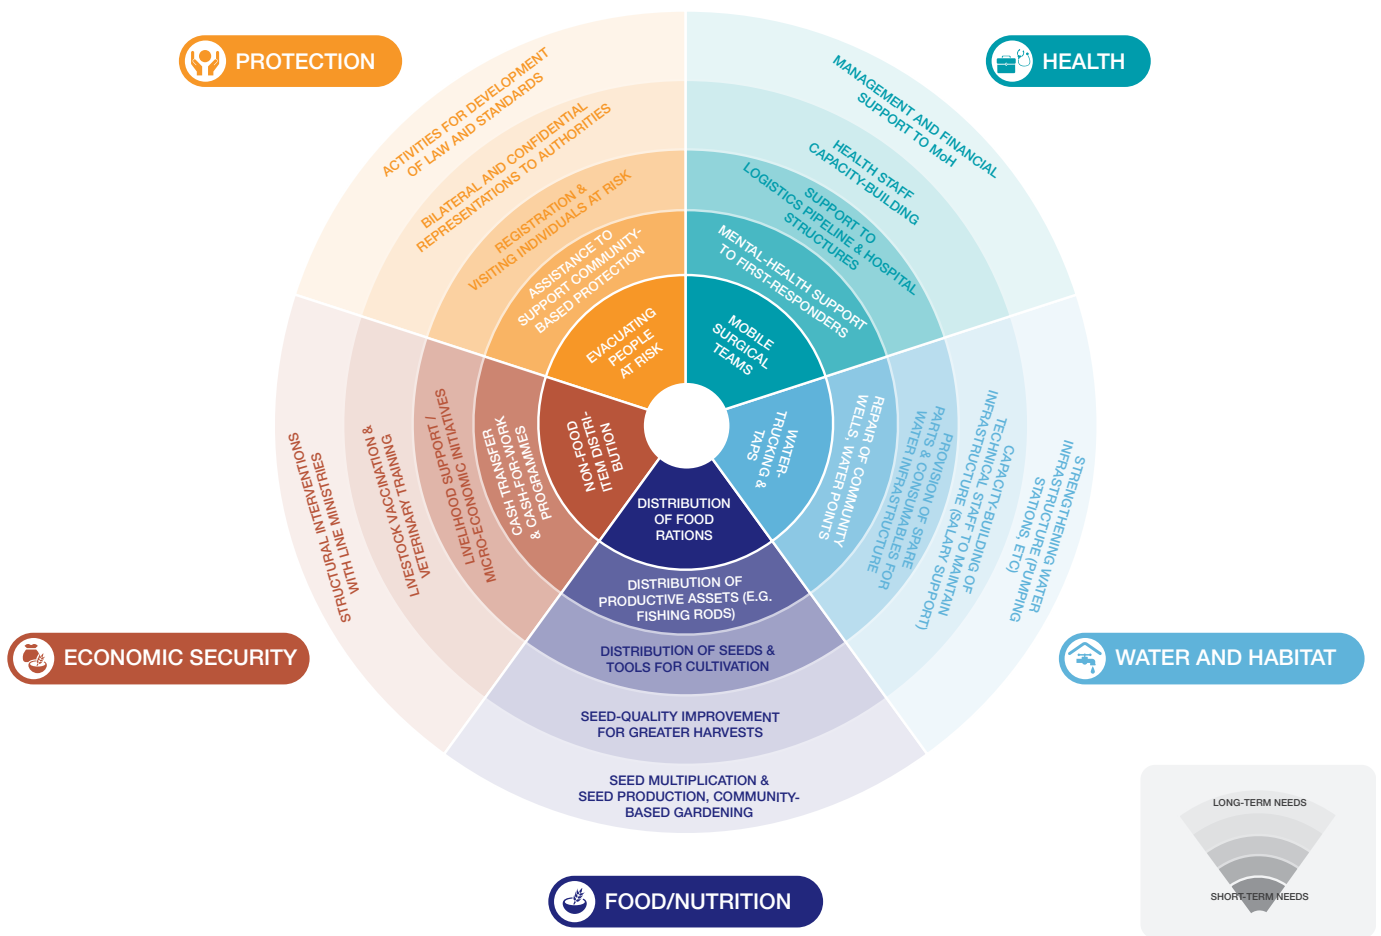 PROTECTION
ACTIVITIES FOR DEVELOPMENT
OF LAW AND STANDARDS
BILATERAL AND CONFIDENTIAL
REPRESENTATIONS TO AUTHORITIES
REGISTRATION &
VISITING INDIVIDUALS AT RISK
ASSISTANCE TO
SUPPORT COMMUNITY-
BASED PROTECTION
EVACUATING
PEOPLE
AT RISK
HEALTH
MANAGEMENT AND FINANCIAL
SUPPORT TO MoH
HEALTH STAFF
CAPACITY-BUILDING
SUPPORT TO
LOGISTICS PIPELINE & HOSPITAL
STRUCTURES
MENTAL-HEALTH SUPPORT
TO FIRST-RESPONDERS
MOBILE
SURGICAL
TEAMS
ECONOMIC SECURITY
STRUCTURAL INTERVENTIONS
WITH LINE MINISTRIES
LIVESTOCK VACCINATION &
VETERINARY TRAINING
LIVELIHOOD SUPPORT /
MICRO-ECONOMIC INITIATIVES
CASH TRANSFER
& CASH-FOR-WORK
PROGRAMMES
NON-FOOD
ITEM DISTRI-
BUTION
WATER-
TRUCKING &
TAPS
REPAIR OF COMMUNITY
WELLS, WATER POINTS
PROVISION OF SPARE
PARTS & CONSUMABLES FOR
WATER INFRASTRUCTURE
CAPACITY-BUILDING OF
TECHNICAL STAFF TO MAINTAIN
INFRASTRUCTURE (SALARY SUPPORT)
STRENGTHENING WATER
INFRASTRUCTURE (PUMPING
STATIONS, ETC)
WATER AND HABITAT
DISTRIBUTION
OF FOOD
RATIONS
DISTRIBUTION OF
PRODUCTIVE ASSETS (E.G.
FISHING RODS)
DISTRIBUTION OF SEEDS &
TOOLS FOR CULTIVATION
SEED-QUALITY IMPROVEMENT
FOR GREATER HARVESTS
SEED MULTIPLICATION &
SEED PRODUCTION, COMMUNITY-
BASED GARDENING
FOOD/NUTRITION
LONG-TERM NEEDS
SHORT-TERM NEEDS